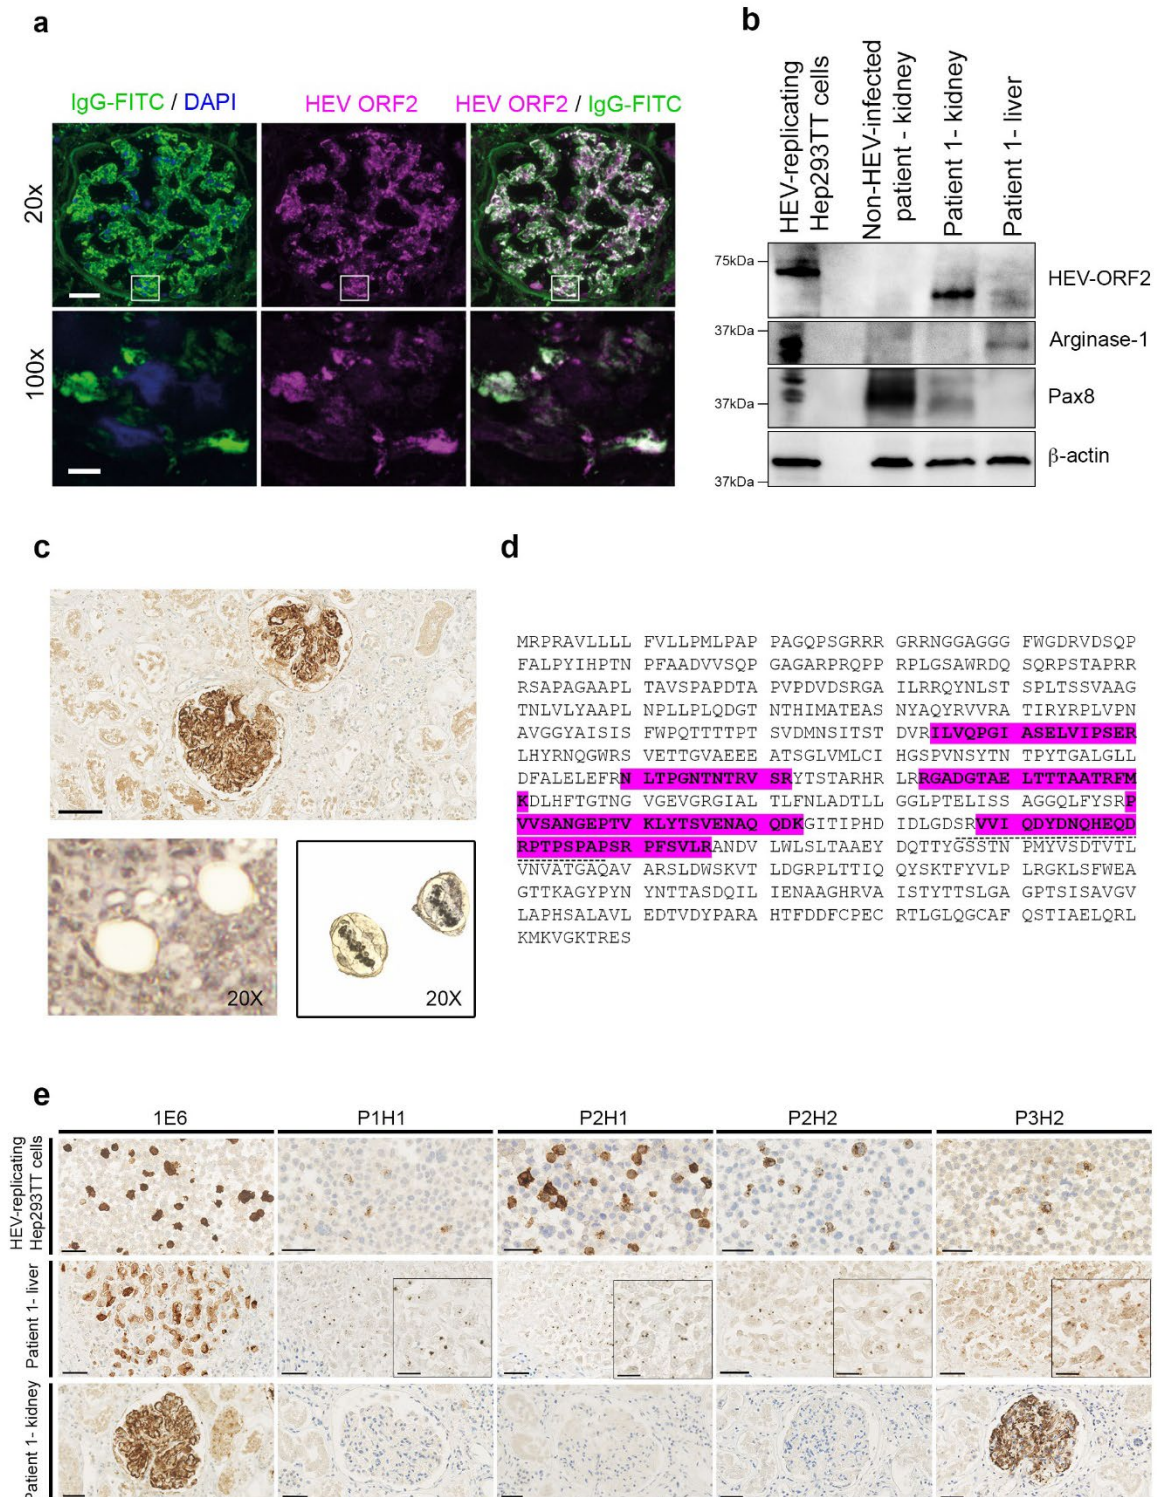 a
IgG-FITC / DAPI
HEV ORF2
HEV ORF2 / IgG-FITC
20x
100x
b
HEV-replicating
Hep293TT cells
Non-HEV-infected
patient - kidney
Patient 1- kidney
Patient 1- liver
75kDa
HEV-ORF2
37kDa
Arginase-1
37kDa
Pax8
37kDa
β-actin
c
20X
20X
d
MRPRAVLLLL FVLLPMLPAP PAGQPSGRRR GRRNGGAGGG FWGDRVDSQP
FALPYIHPTN PFAADVVSQP GAGARPRQPP RPLGSAWRDQ SQRPSTAPRR
RSAPAGAAPL TAVSPAPDTA PVPDVDSRGA ILRRQYNLST SPLTSSVAAG
TNLVLYAAPL NPLLPLQDGT NTHIMATEAS NYAQYRVVRA TIRYRPLVPN
AVGGYAISIS FWPQTTTTPT SVDMNSITST DVRILVQPGI ASELVIPSER
LHYRNQGWRS VETTGVAEEE ATSGLVMLCI HGSPVNSYTN TPYTGALGLL
DFALELEFRN LTPGNTNTRV SRYTSTARHR LRRGADGTAE LTTTAATRFM
KDLHFTGTNG VGEVGRGIAL TLFNLADTLL GGLPTELISS AGGQLFYSRP
VVSANGEPTV KLYTSVENAQ QDKGITIPHD IDLGDSRVVI QDYDNQHEQD
RPTPSPAPSR PFSVLRANDV LWLSLTAAEY DQTTYGSSTN PMYVSDTVTL
VNVATGAQAV ARSLDWSKVT LDGRPLTTIQ QYSKTFYVLP LRGKLSFWEA
GTTKAGYPYN YNTTASDQIL IENAAGHRVA ISTYTTSLGA GPTSISAVGV
LAPHSALAVL EDTVDYPARA HTFDDFCPEC RTLGLQGCAF QSTIAELQRL
KMKVGKTRES
e
1E6
P1H1
P2H1
P2H2
P3H2
HEV-replicating
Hep293TT cells
Patient 1- liver
Patient 1- kidney